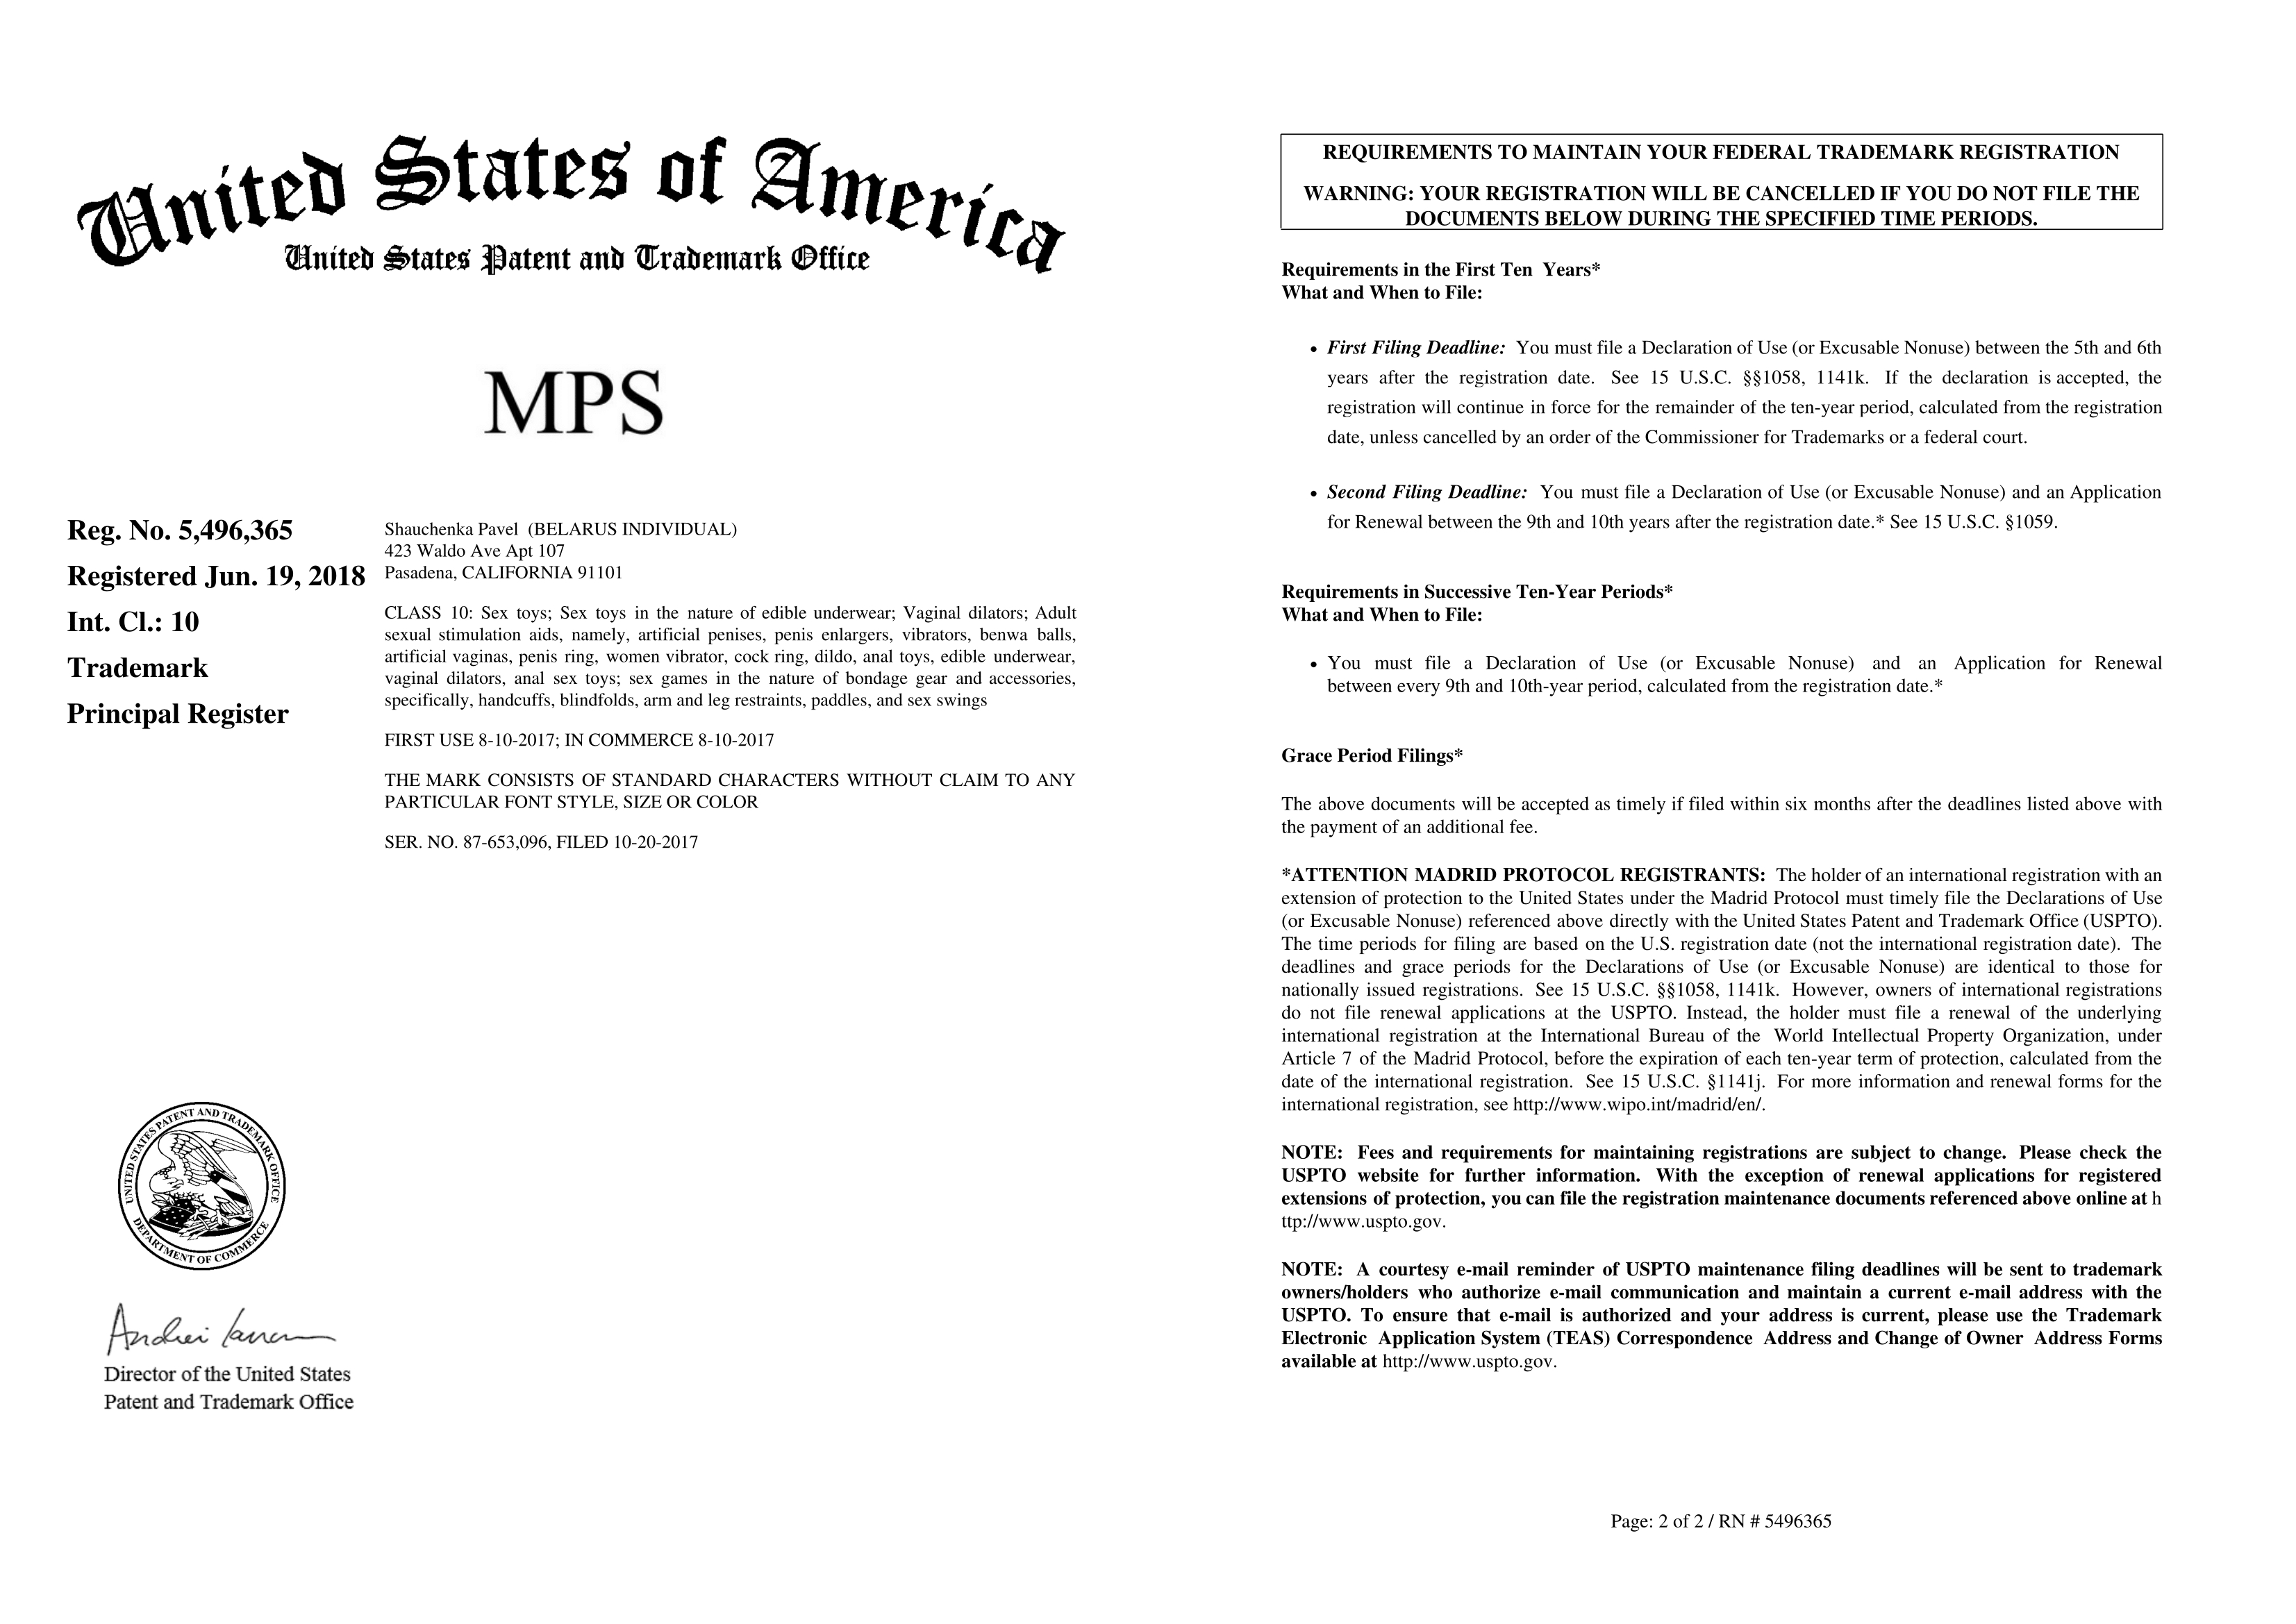 United States of America
United States Patent and Trademark Office
MPS
Reg. No. 5,496,365
Registered Jun. 19, 2018
Int. Cl.: 10
Trademark
Principal Register
Shauchenka Pavel (BELARUS INDIVIDUAL)
423 Waldo Ave Apt 107
Pasadena, CALIFORNIA 91101
CLASS 10: Sex toys; Sex toys in the nature of edible underwear; Vaginal dilators; Adult
sexual stimulation aids, namely, artificial penises, penis enlargers, vibrators, benwa balls,
artificial vaginas, penis ring, women vibrator, cock ring, dildo, anal toys, edible underwear,
vaginal dilators, anal sex toys; sex games in the nature of bondage gear and accessories,
specifically, handcuffs, blindfolds, arm and leg restraints, paddles, and sex swings
FIRST USE 8-10-2017; IN COMMERCE 8-10-2017
THE MARK CONSISTS OF STANDARD CHARACTERS WITHOUT CLAIM TO ANY
PARTICULAR FONT STYLE, SIZE OR COLOR
SER. NO. 87-653,096, FILED 10-20-2017
UNITED STATES PATENT AND TRADEMARK OFFICE
DEPARTMENT OF COMMERCE
Andrei Iancu
Director of the United States
Patent and Trademark Office
REQUIREMENTS TO MAINTAIN YOUR FEDERAL TRADEMARK REGISTRATION
WARNING: YOUR REGISTRATION WILL BE CANCELLED IF YOU DO NOT FILE THE
DOCUMENTS BELOW DURING THE SPECIFIED TIME PERIODS.
Requirements in the First Ten Years*
What and When to File:
• First Filing Deadline: You must file a Declaration of Use (or Excusable Nonuse) between the 5th and 6th
years after the registration date. See 15 U.S.C. §§1058, 1141k. If the declaration is accepted, the
registration will continue in force for the remainder of the ten-year period, calculated from the registration
date, unless cancelled by an order of the Commissioner for Trademarks or a federal court.
• Second Filing Deadline: You must file a Declaration of Use (or Excusable Nonuse) and an Application
for Renewal between the 9th and 10th years after the registration date.* See 15 U.S.C. §1059.
Requirements in Successive Ten-Year Periods*
What and When to File:
• You must file a Declaration of Use (or Excusable Nonuse) and an Application for Renewal
between every 9th and 10th-year period, calculated from the registration date.*
Grace Period Filings*
The above documents will be accepted as timely if filed within six months after the deadlines listed above with
the payment of an additional fee.
*ATTENTION MADRID PROTOCOL REGISTRANTS: The holder of an international registration with an
extension of protection to the United States under the Madrid Protocol must timely file the Declarations of Use
(or Excusable Nonuse) referenced above directly with the United States Patent and Trademark Office (USPTO).
The time periods for filing are based on the U.S. registration date (not the international registration date). The
deadlines and grace periods for the Declarations of Use (or Excusable Nonuse) are identical to those for
nationally issued registrations. See 15 U.S.C. §§1058, 1141k. However, owners of international registrations
do not file renewal applications at the USPTO. Instead, the holder must file a renewal of the underlying
international registration at the International Bureau of the World Intellectual Property Organization, under
Article 7 of the Madrid Protocol, before the expiration of each ten-year term of protection, calculated from the
date of the international registration. See 15 U.S.C. §1141j. For more information and renewal forms for the
international registration, see http://www.wipo.int/madrid/en/.
NOTE: Fees and requirements for maintaining registrations are subject to change. Please check the
USPTO website for further information. With the exception of renewal applications for registered
extensions of protection, you can file the registration maintenance documents referenced above online at h
ttp://www.uspto.gov.
NOTE: A courtesy e-mail reminder of USPTO maintenance filing deadlines will be sent to trademark
owners/holders who authorize e-mail communication and maintain a current e-mail address with the
USPTO. To ensure that e-mail is authorized and your address is current, please use the Trademark
Electronic Application System (TEAS) Correspondence Address and Change of Owner Address Forms
available at http://www.uspto.gov.
Page: 2 of 2 / RN # 5496365